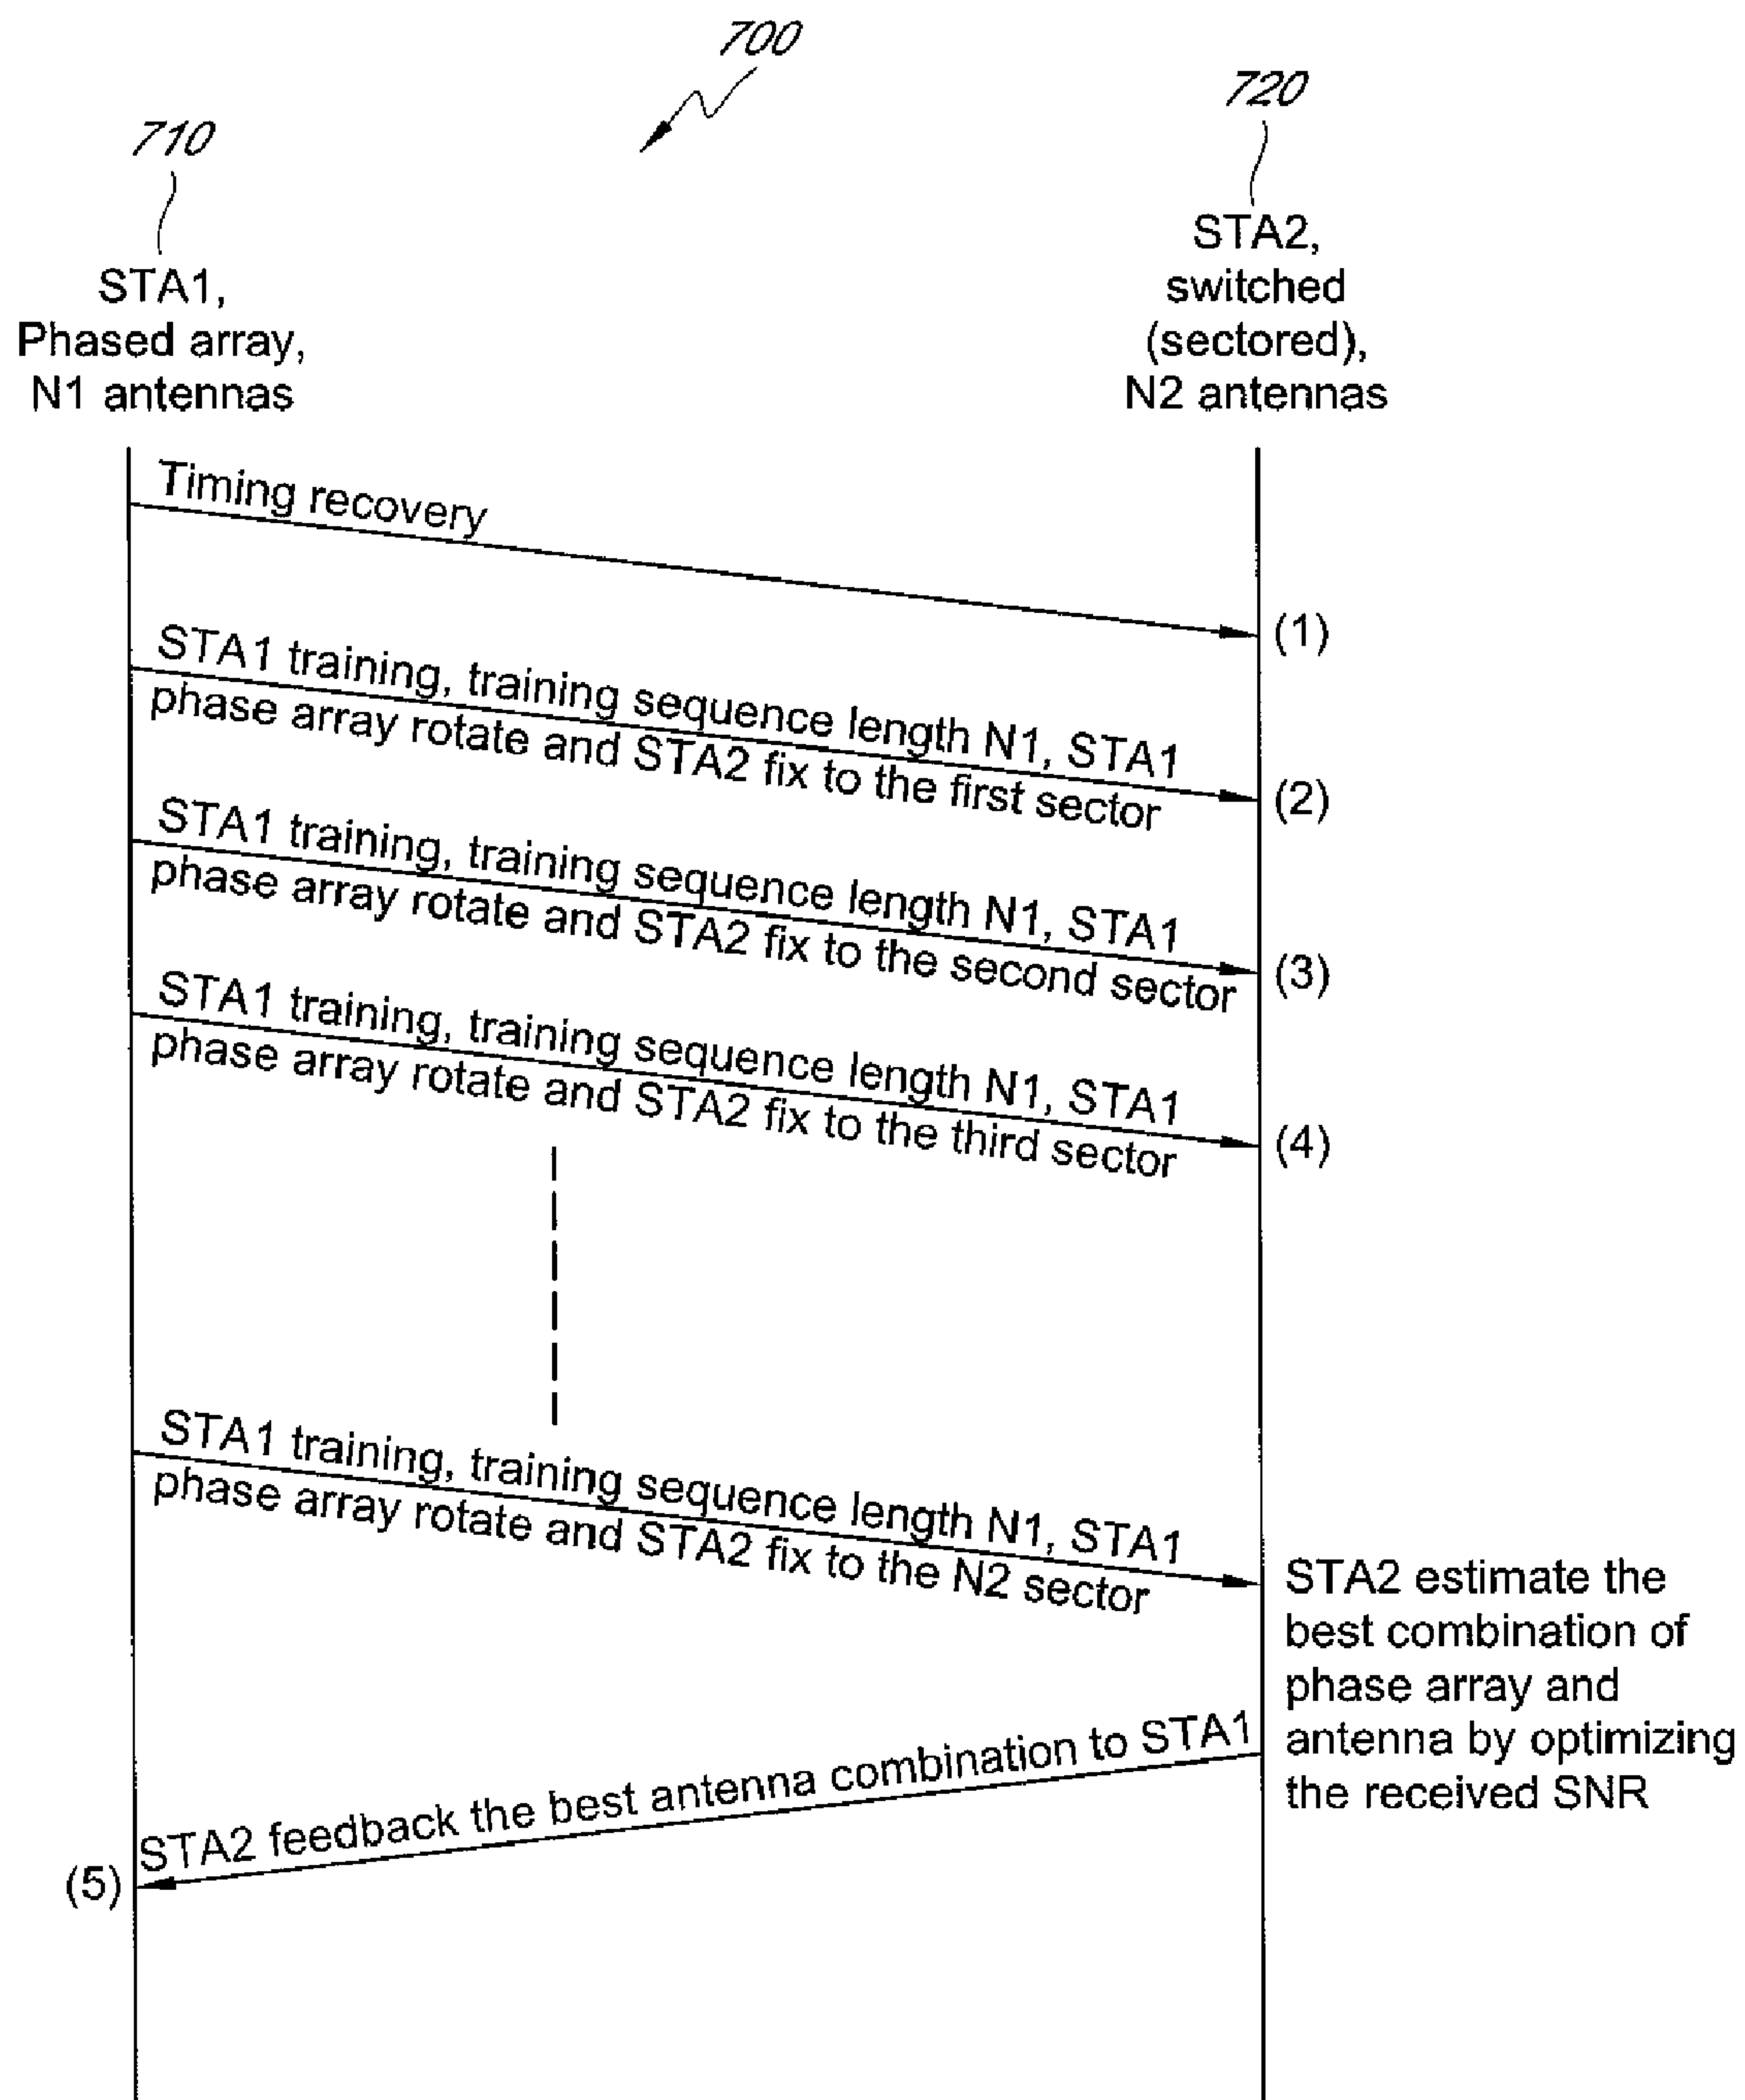 700
710
720
STA1,
Phased array,
N1 antennas
STA2,
switched
(sectored),
N2 antennas
Timing recovery
(1)
STA1 training, training sequence length N1, STA1
phase array rotate and STA2 fix to the first sector
(2)
STA1 training, training sequence length N1, STA1
phase array rotate and STA2 fix to the second sector
(3)
STA1 training, training sequence length N1, STA1
phase array rotate and STA2 fix to the third sector
(4)
STA1 training, training sequence length N1, STA1
phase array rotate and STA2 fix to the N2 sector
STA2 estimate the
best combination of
phase array and
antenna by optimizing
the received SNR
STA2 feedback the best antenna combination to STA1
(5)